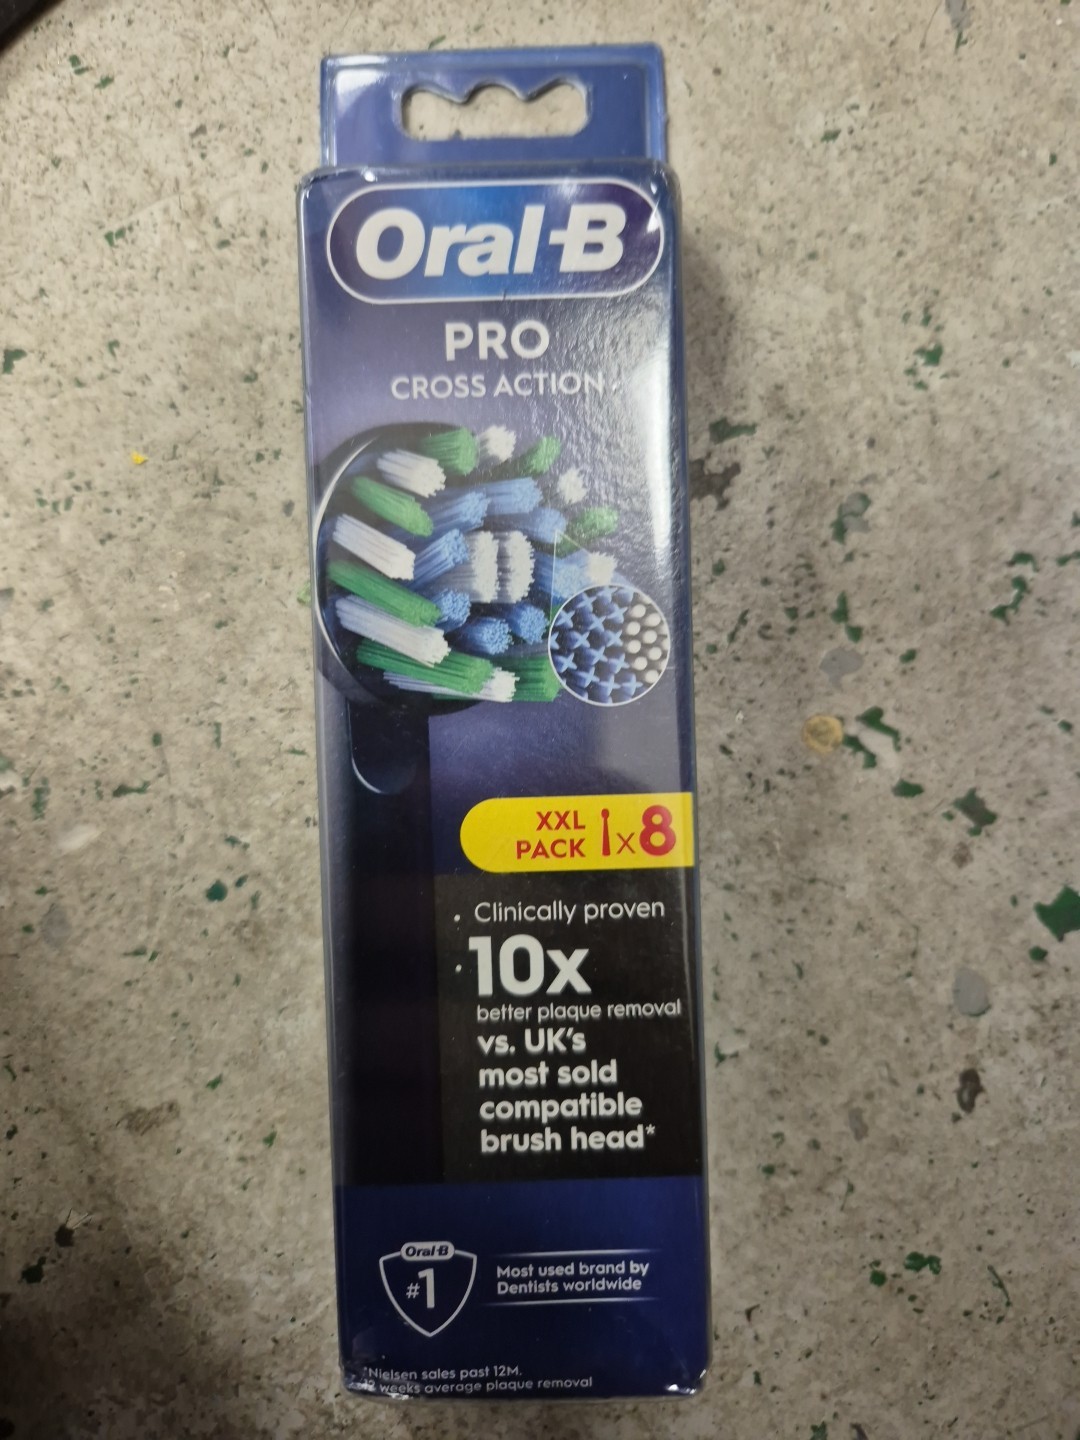 Oral-B
PRO
CROSS ACTION
XXL
PACK x8
Clinically proven
10x
better plaque removal
vs. UK's
most sold
compatible
brush head*
Oral-B
#1
Most used brand by
Dentists worldwide
*Nielsen sales past 12M.
12 weeks average plaque removal